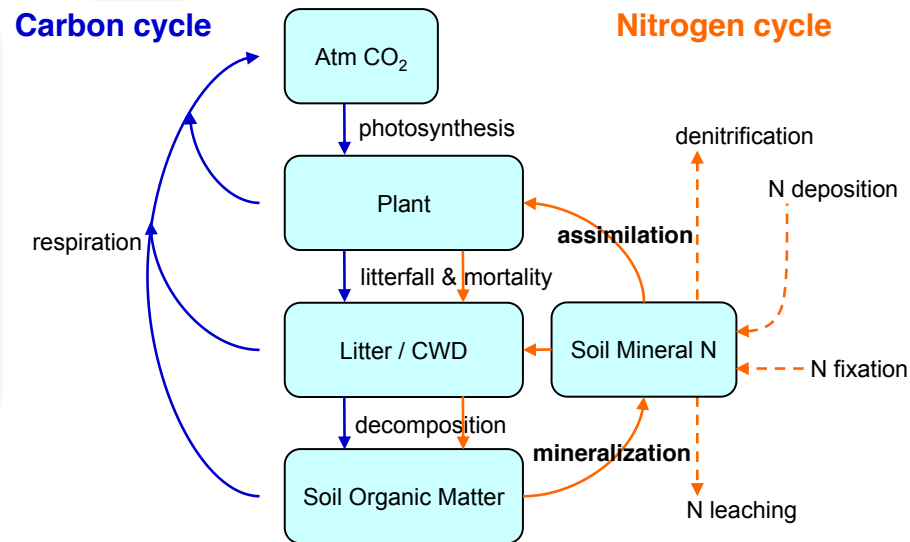 Carbon cycle
Nitrogen cycle
Atm CO₂
photosynthesis
denitrification
Plant
N deposition
respiration
assimilation
litterfall & mortality
Litter / CWD
Soil Mineral N
N fixation
decomposition
mineralization
Soil Organic Matter
N leaching